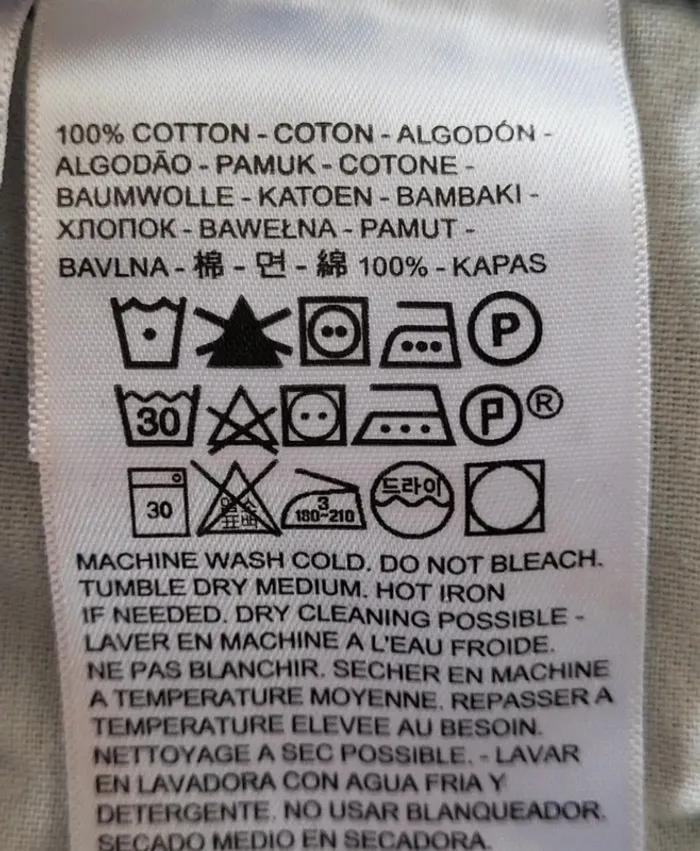 100% COTTON - COTON - ALGODÓN -
ALGODÃO - PAMUK - COTONE -
BAUMWOLLE - KATOEN - BAMBAKI -
ХЛОПОК - BAWEŁNA - PAMUT -
BAVLNA - 棉 - 면 - 綿 100% - KAPAS
P
30 P ®
30 3 180~210 드라이
MACHINE WASH COLD. DO NOT BLEACH.
TUMBLE DRY MEDIUM. HOT IRON
IF NEEDED. DRY CLEANING POSSIBLE -
LAVER EN MACHINE A L'EAU FROIDE.
NE PAS BLANCHIR. SECHER EN MACHINE
A TEMPERATURE MOYENNE. REPASSER A
TEMPERATURE ELEVEE AU BESOIN.
NETTOYAGE A SEC POSSIBLE. - LAVAR
EN LAVADORA CON AGUA FRIA Y
DETERGENTE. NO USAR BLANQUEADOR.
SECADO MEDIO EN SECADORA.